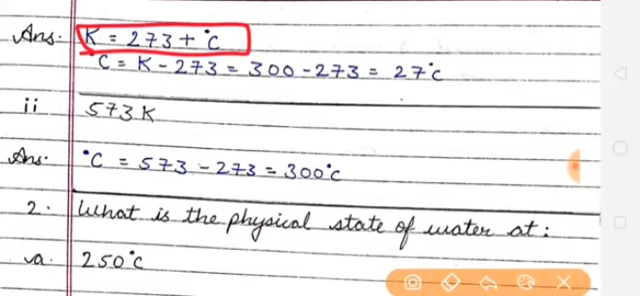 Ans. K = 273 + °C
°C = K - 273 = 300 - 273 = 27°C
ii 573 K
Ans. °C = 573 - 273 = 300°C
2. What is the physical state of water at :
a. 250°C